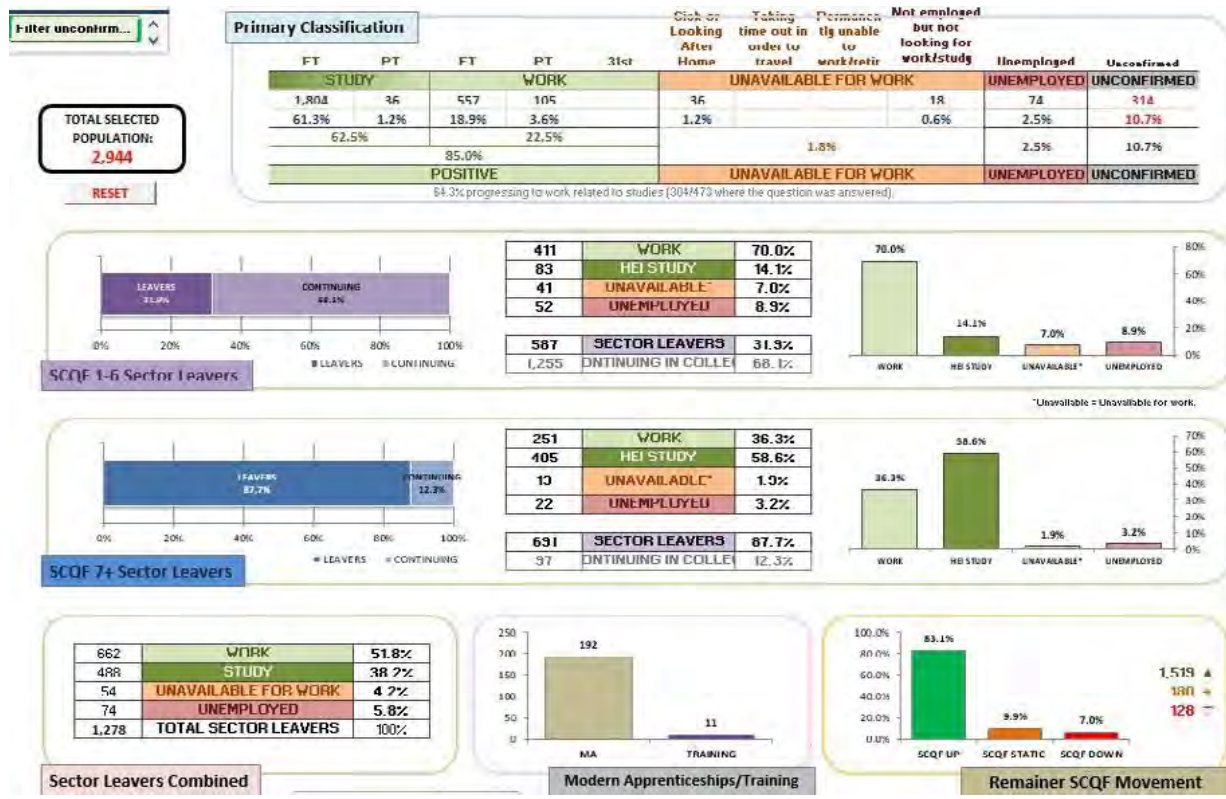 Filter unconfirm...
TOTAL SELECTED
POPULATION:
2,944
RESET
Primary Classification
FT PT FT PT 31st
Sick or Looking After Home
Taking time out in order to travel
Permanen tly unable to work/retir
Not employed but not looking for work/study
Unemployed
Unconfirmed
STUDY WORK UNAVAILABLE FOR WORK UNEMPLOYED UNCONFIRMED
1,804 36 557 105 36 18 74 314
61.3% 1.2% 18.9% 3.6% 1.2% 0.6% 2.5% 10.7%
62.5% 22.5% 1.8% 2.5% 10.7%
85.0%
POSITIVE UNAVAILABLE FOR WORK UNEMPLOYED UNCONFIRMED
64.3% progressing to work related to studies (304/473 where the question was answered).
LEAVERS
31.9%
CONTINUING
68.1%
0% 20% 40% 60% 80% 100%
LEAVERS CONTINUING
SCQF 1-6 Sector Leavers
411 WORK 70.0%
83 HEI STUDY 14.1%
41 UNAVAILABLE* 7.0%
52 UNEMPLOYED 8.9%
587 SECTOR LEAVERS 31.9%
1,255 ONTINUING IN COLLE 68.1%
70.0% 14.1% 7.0% 8.9%
80%
60%
40%
20%
0%
WORK HEI STUDY UNAVAILABLE* UNEMPLOYED
*Unavailable = Unavailable for work.
LEAVERS
87.7%
CONTINUING
12.3%
0% 20% 40% 60% 80% 100%
LEAVERS CONTINUING
SCQF 7+ Sector Leavers
251 WORK 36.3%
405 HEI STUDY 58.6%
13 UNAVAILABLE* 1.9%
22 UNEMPLOYED 3.2%
691 SECTOR LEAVERS 87.7%
97 ONTINUING IN COLLE 12.3%
36.3% 58.6% 1.9% 3.2%
70%
60%
50%
40%
30%
20%
10%
0%
WORK HEI STUDY UNAVAILABLE* UNEMPLOYED
662 WORK 51.8%
488 STUDY 38.2%
54 UNAVAILABLE FOR WORK 4.2%
74 UNEMPLOYED 5.8%
1,278 TOTAL SECTOR LEAVERS 100%
Sector Leavers Combined
250
200
150
100
50
0
192
11
MA TRAINING
Modern Apprenticeships/Training
100.0%
80.0%
60.0%
40.0%
20.0%
0.0%
83.1%
9.9%
7.0%
SCQF UP SCQF STATIC SCQF DOWN
1,519 ▲
180
128
Remainer SCQF Movement